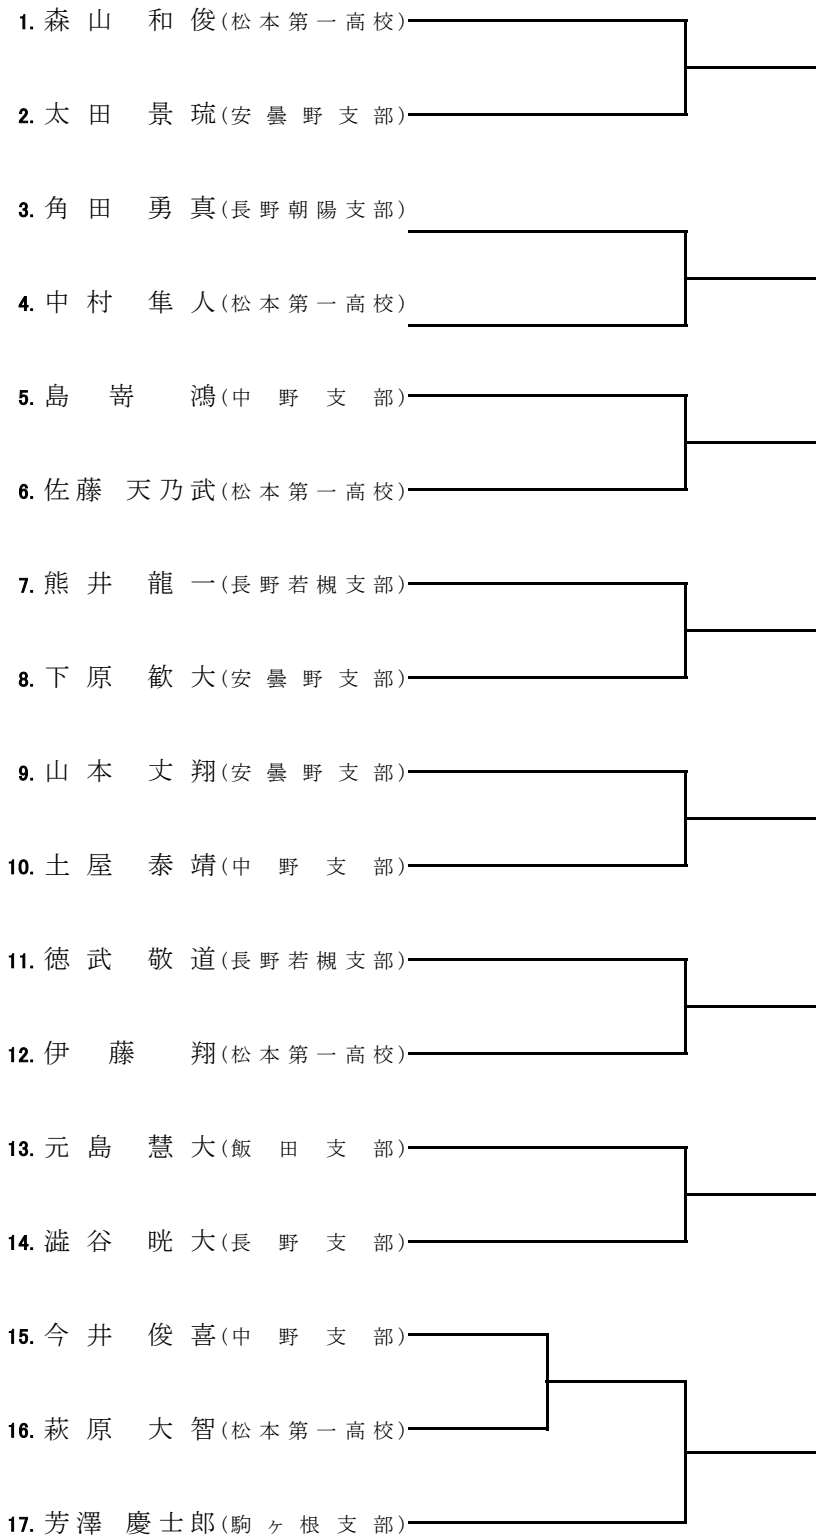 1. 森山 和俊(松本第一高校)
2. 太田 景琉(安曇野支部)
3. 角田 勇真(長野朝陽支部)
4. 中村 隼人(松本第一高校)
5. 島嵜 鴻(中野支部)
6. 佐藤 天乃武(松本第一高校)
7. 熊井 龍一(長野若槻支部)
8. 下原 歓大(安曇野支部)
9. 山本 丈翔(安曇野支部)
10. 土屋 泰靖(中野支部)
11. 徳武 敬道(長野若槻支部)
12. 伊藤 翔(松本第一高校)
13. 元島 慧大(飯田支部)
14. 澁谷 晄大(長野支部)
15. 今井 俊喜(中野支部)
16. 萩原 大智(松本第一高校)
17. 芳澤 慶士郎(駒ヶ根支部)